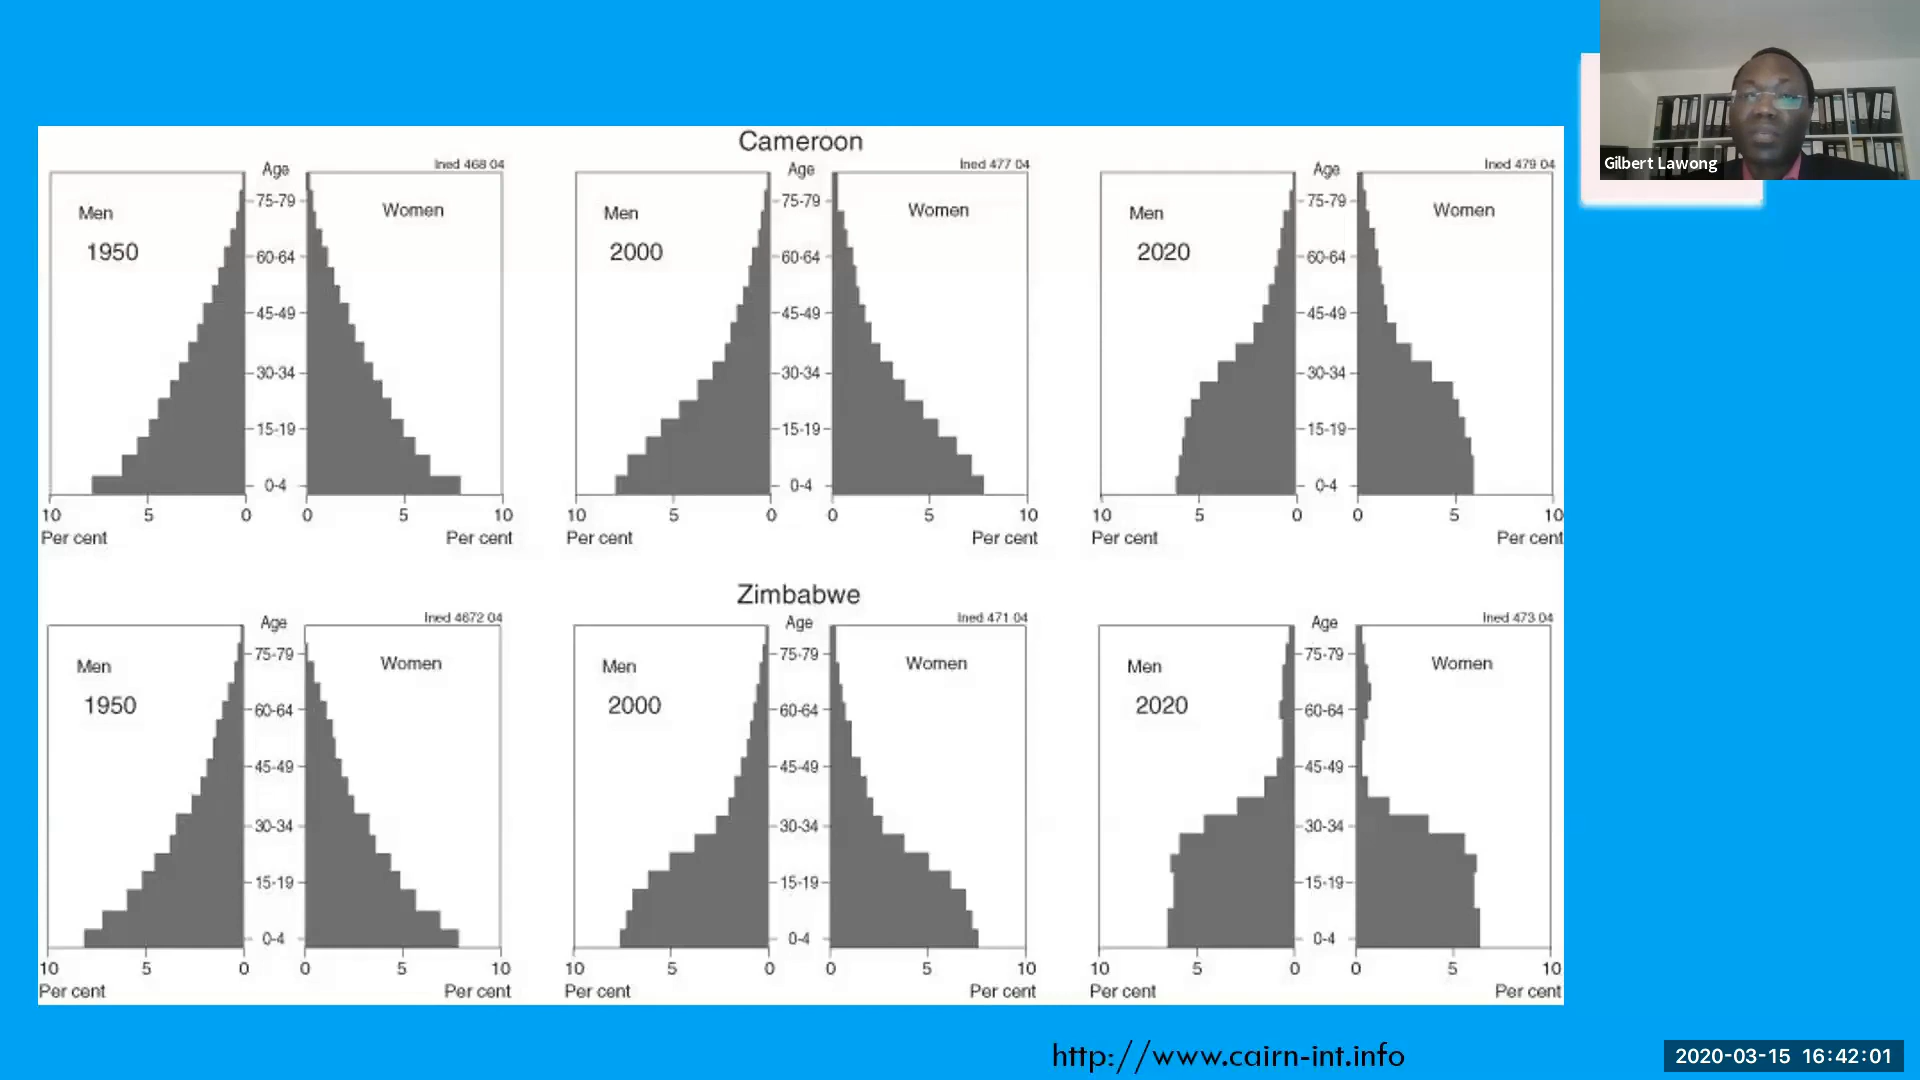 Cameroon
Ined 468 04
Age
Men
1950
Women
75-79
60-64
45-49
30-34
15-19
0-4
10 5 0 0 5 10
Per cent Per cent
Ined 477 04
Age
Men
2000
Women
75-79
60-64
45-49
30-34
15-19
0-4
10 5 0 0 5 10
Per cent Per cent
Ined 479 04
Age
Men
2020
Women
75-79
60-64
45-49
30-34
15-19
0-4
10 5 0 0 5 10
Per cent Per cent
Zimbabwe
Ined 4672 04
Age
Men
1950
Women
75-79
60-64
45-49
30-34
15-19
0-4
10 5 0 0 5 10
Per cent Per cent
Ined 471 04
Age
Men
2000
Women
75-79
60-64
45-49
30-34
15-19
0-4
10 5 0 0 5 10
Per cent Per cent
Ined 473 04
Age
Men
2020
Women
75-79
60-64
45-49
30-34
15-19
0-4
10 5 0 0 5 10
Per cent Per cent
Gilbert Lawong
http://www.cairn-int.info
2020-03-15 16:42:01